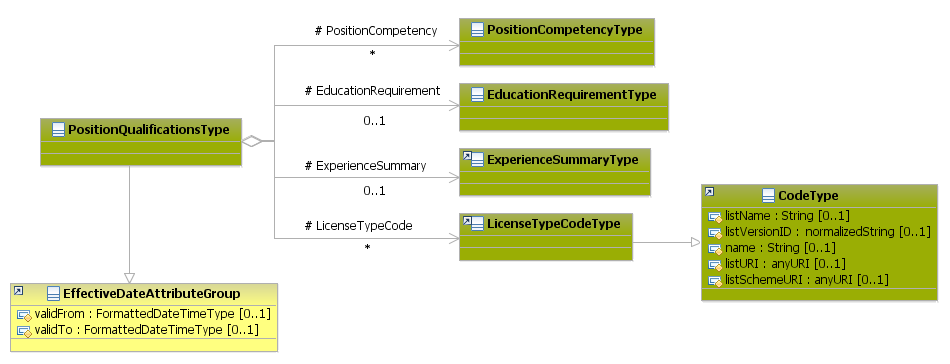 # PositionCompetency
*
PositionCompetencyType
# EducationRequirement
0..1
EducationRequirementType
PositionQualificationsType
# ExperienceSummary
0..1
ExperienceSummaryType
# LicenseTypeCode
*
LicenseTypeCodeType
CodeType
listName : String [0..1]
listVersionID : normalizedString [0..1]
name : String [0..1]
listURI : anyURI [0..1]
listSchemeURI : anyURI [0..1]
EffectiveDateAttributeGroup
validFrom : FormattedDateTimeType [0..1]
validTo : FormattedDateTimeType [0..1]